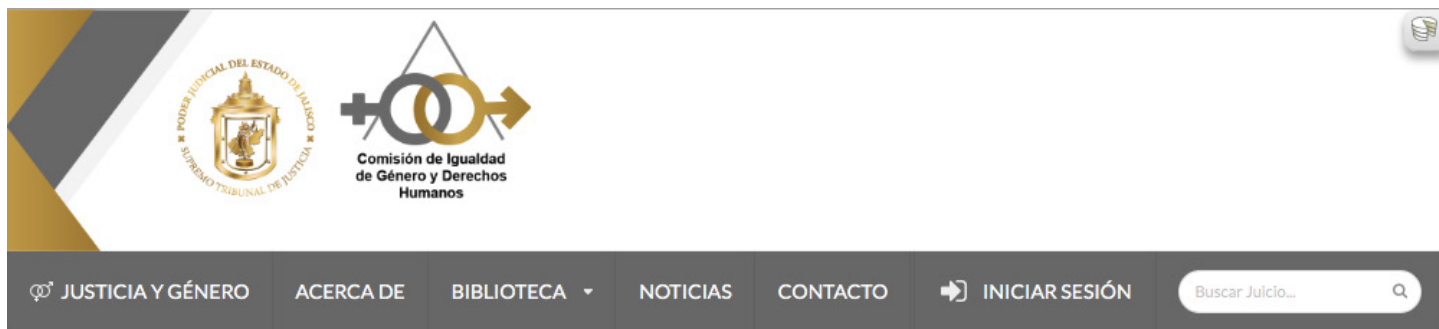 PODER JUDICIAL DEL ESTADO DE JALISCO
SUPREMO TRIBUNAL DE JUSTICIA
Comisión de Igualdad
de Género y Derechos
Humanos
JUSTICIA Y GÉNERO ACERCA DE BIBLIOTECA NOTICIAS CONTACTO INICIAR SESIÓN Buscar Juicio...